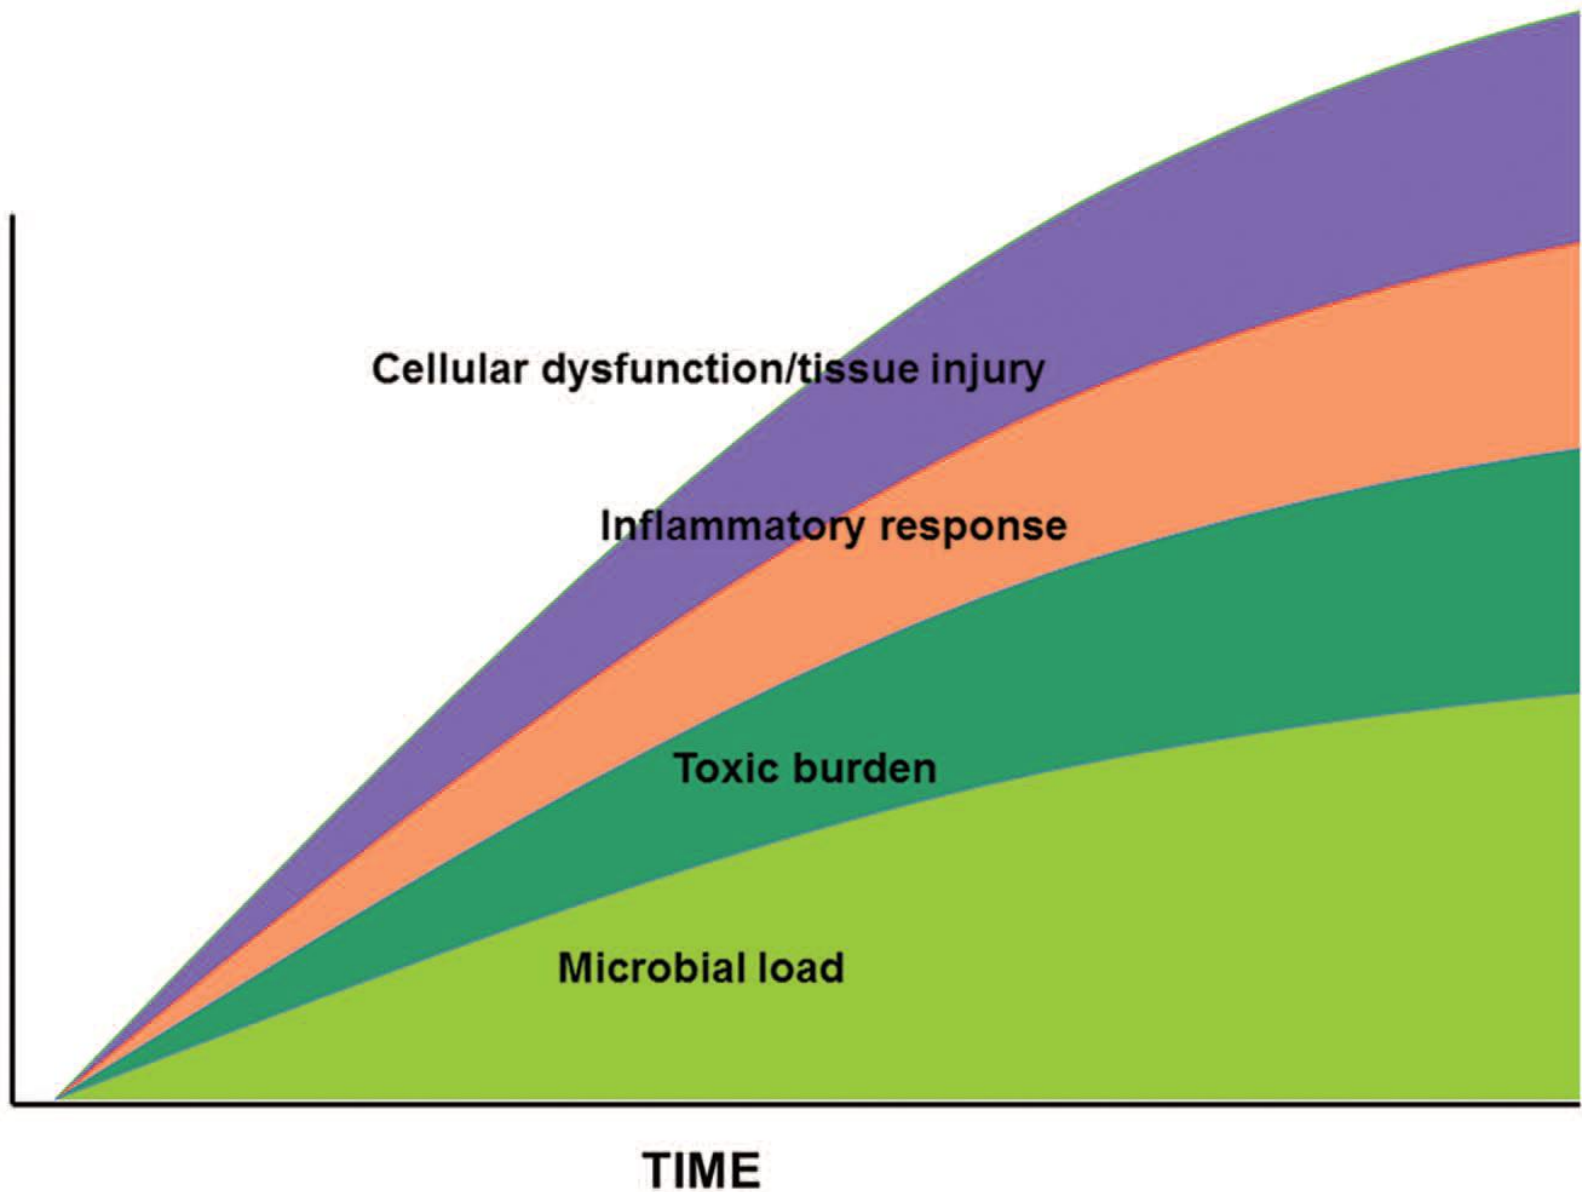 Cellular dysfunction/tissue injury
Inflammatory response
Toxic burden
Microbial load
TIME